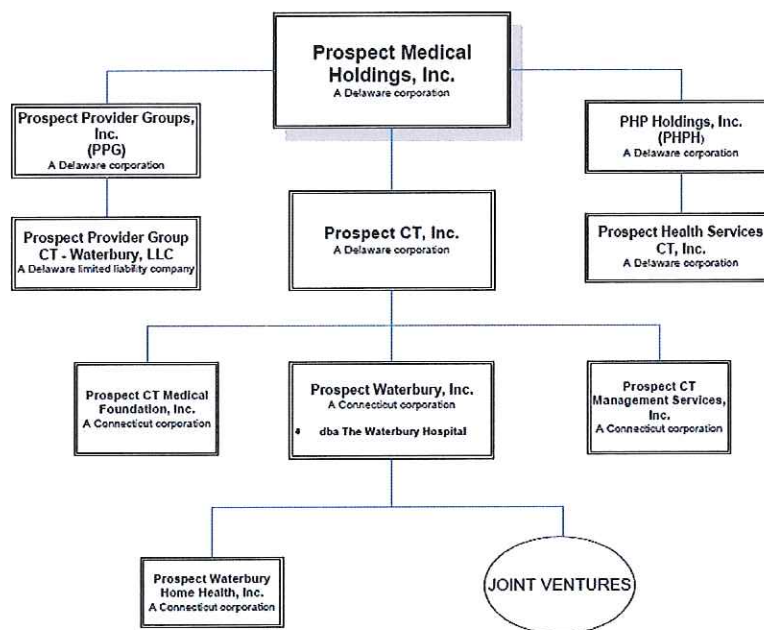 Prospect Medical
Holdings, Inc.
A Delaware corporation
Prospect Provider Groups,
Inc.
(PPG)
A Delaware corporation
PHP Holdings, Inc.
(PHPH)
A Delaware corporation
Prospect Provider Group
CT - Waterbury, LLC
A Delaware limited liability company
Prospect CT, Inc.
A Delaware corporation
Prospect Health Services
CT, Inc.
A Delaware corporation
Prospect CT Medical
Foundation, Inc.
A Connecticut corporation
Prospect Waterbury, Inc.
A Connecticut corporation
dba The Waterbury Hospital
Prospect CT
Management Services,
Inc.
A Connecticut corporation
Prospect Waterbury
Home Health, Inc.
A Connecticut corporation
JOINT VENTURES